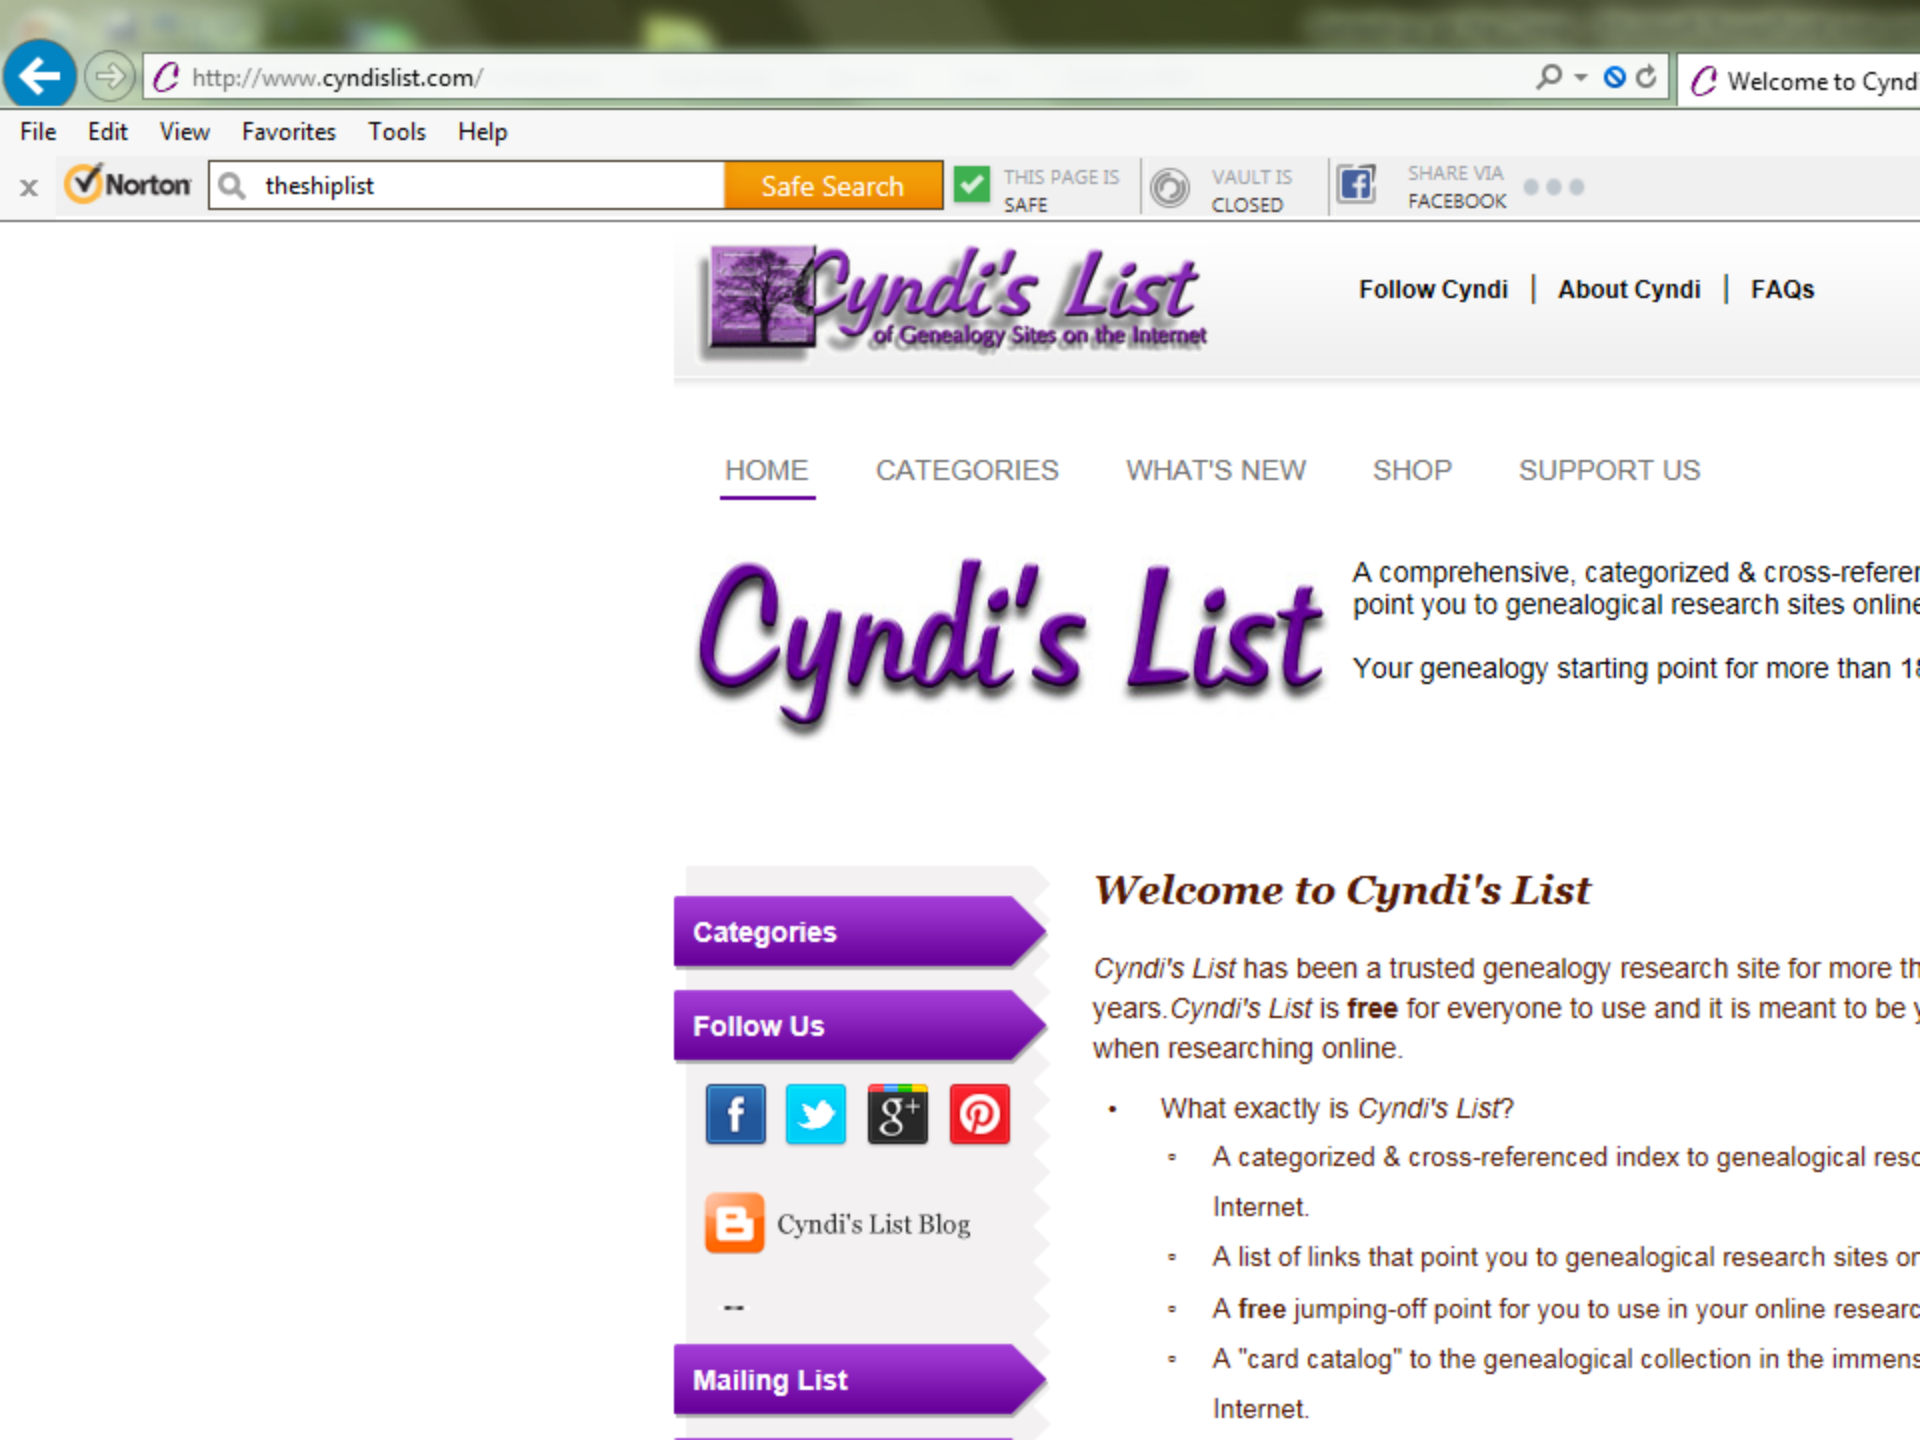 http://www.cyndislist.com/
Welcome to Cyndi
File Edit View Favorites Tools Help
x Norton theshiplist Safe Search THIS PAGE IS SAFE VAULT IS CLOSED SHARE VIA FACEBOOK
Cyndi's List
of Genealogy Sites on the Internet
Follow Cyndi | About Cyndi | FAQs
HOME CATEGORIES WHAT'S NEW SHOP SUPPORT US
Cyndi's List
A comprehensive, categorized & cross-referen
point you to genealogical research sites online
Your genealogy starting point for more than 18
Categories
Follow Us
f g+
Cyndi's List Blog
--
Mailing List
Welcome to Cyndi's List
Cyndi's List has been a trusted genealogy research site for more th
years. Cyndi's List is free for everyone to use and it is meant to be y
when researching online.
• What exactly is Cyndi's List?
A categorized & cross-referenced index to genealogical reso
Internet.
A list of links that point you to genealogical research sites on
A free jumping-off point for you to use in your online researc
A "card catalog" to the genealogical collection in the immens
Internet.